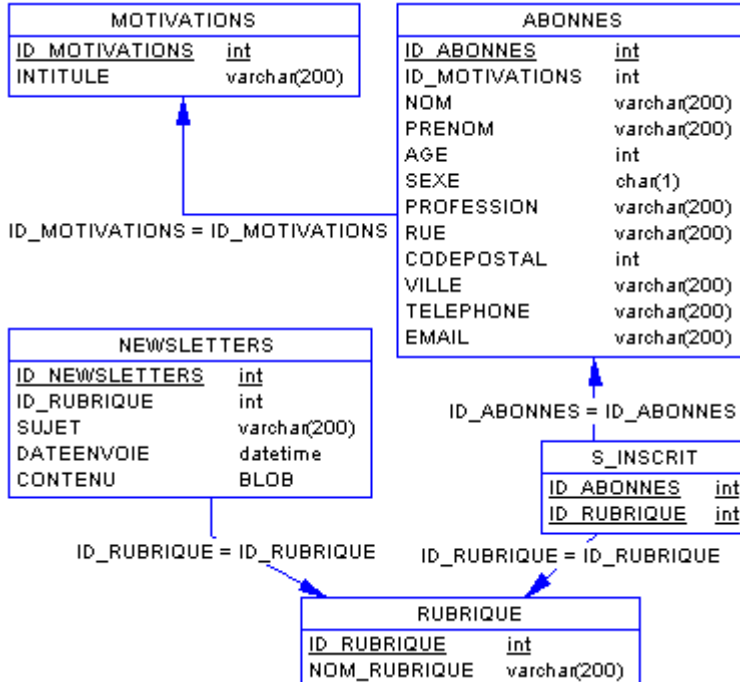 MOTIVATIONS
ID_MOTIVATIONS int
INTITULE varchar(200)
ABONNES
ID_ABONNES int
ID_MOTIVATIONS int
NOM varchar(200)
PRENOM varchar(200)
AGE int
SEXE char(1)
PROFESSION varchar(200)
RUE varchar(200)
CODEPOSTAL int
VILLE varchar(200)
TELEPHONE varchar(200)
EMAIL varchar(200)
ID_MOTIVATIONS = ID_MOTIVATIONS
NEWSLETTERS
ID_NEWSLETTERS int
ID_RUBRIQUE int
SUJET varchar(200)
DATEENVOIE datetime
CONTENU BLOB
ID_ABONNES = ID_ABONNES
S_INSCRIT
ID_ABONNES int
ID_RUBRIQUE int
ID_RUBRIQUE = ID_RUBRIQUE
ID_RUBRIQUE = ID_RUBRIQUE
RUBRIQUE
ID_RUBRIQUE int
NOM_RUBRIQUE varchar(200)